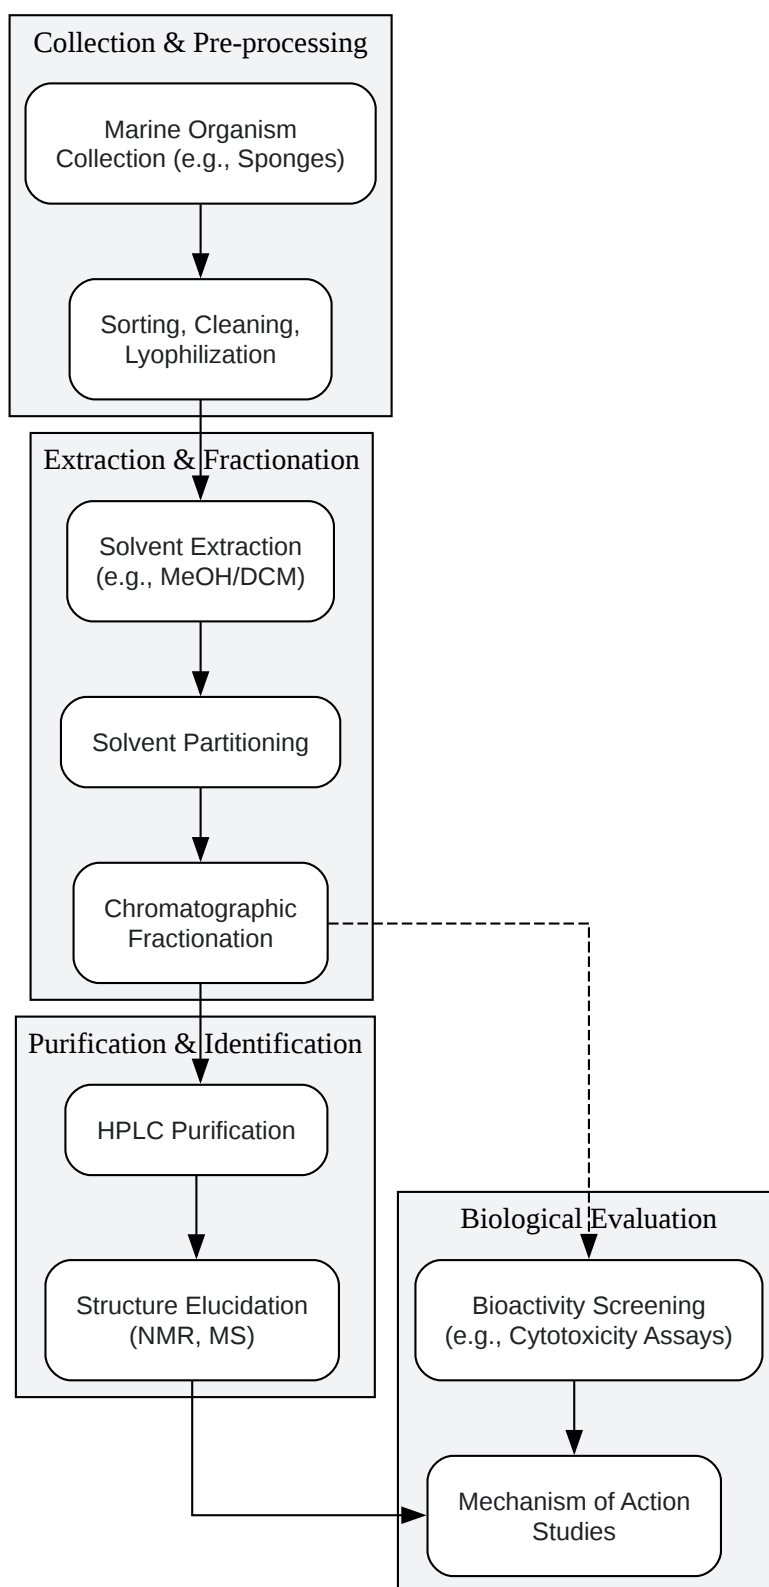 Collection & Pre-processing
Marine Organism
Collection (e.g., Sponges)
Sorting, Cleaning,
Lyophilization
Extraction & Fractionation
Solvent Extraction
(e.g., MeOH/DCM)
Solvent Partitioning
Chromatographic
Fractionation
Purification & Identification
HPLC Purification
Structure Elucidation
(NMR, MS)
Biological Evaluation
Bioactivity Screening
(e.g., Cytotoxicity Assays)
Mechanism of Action
Studies